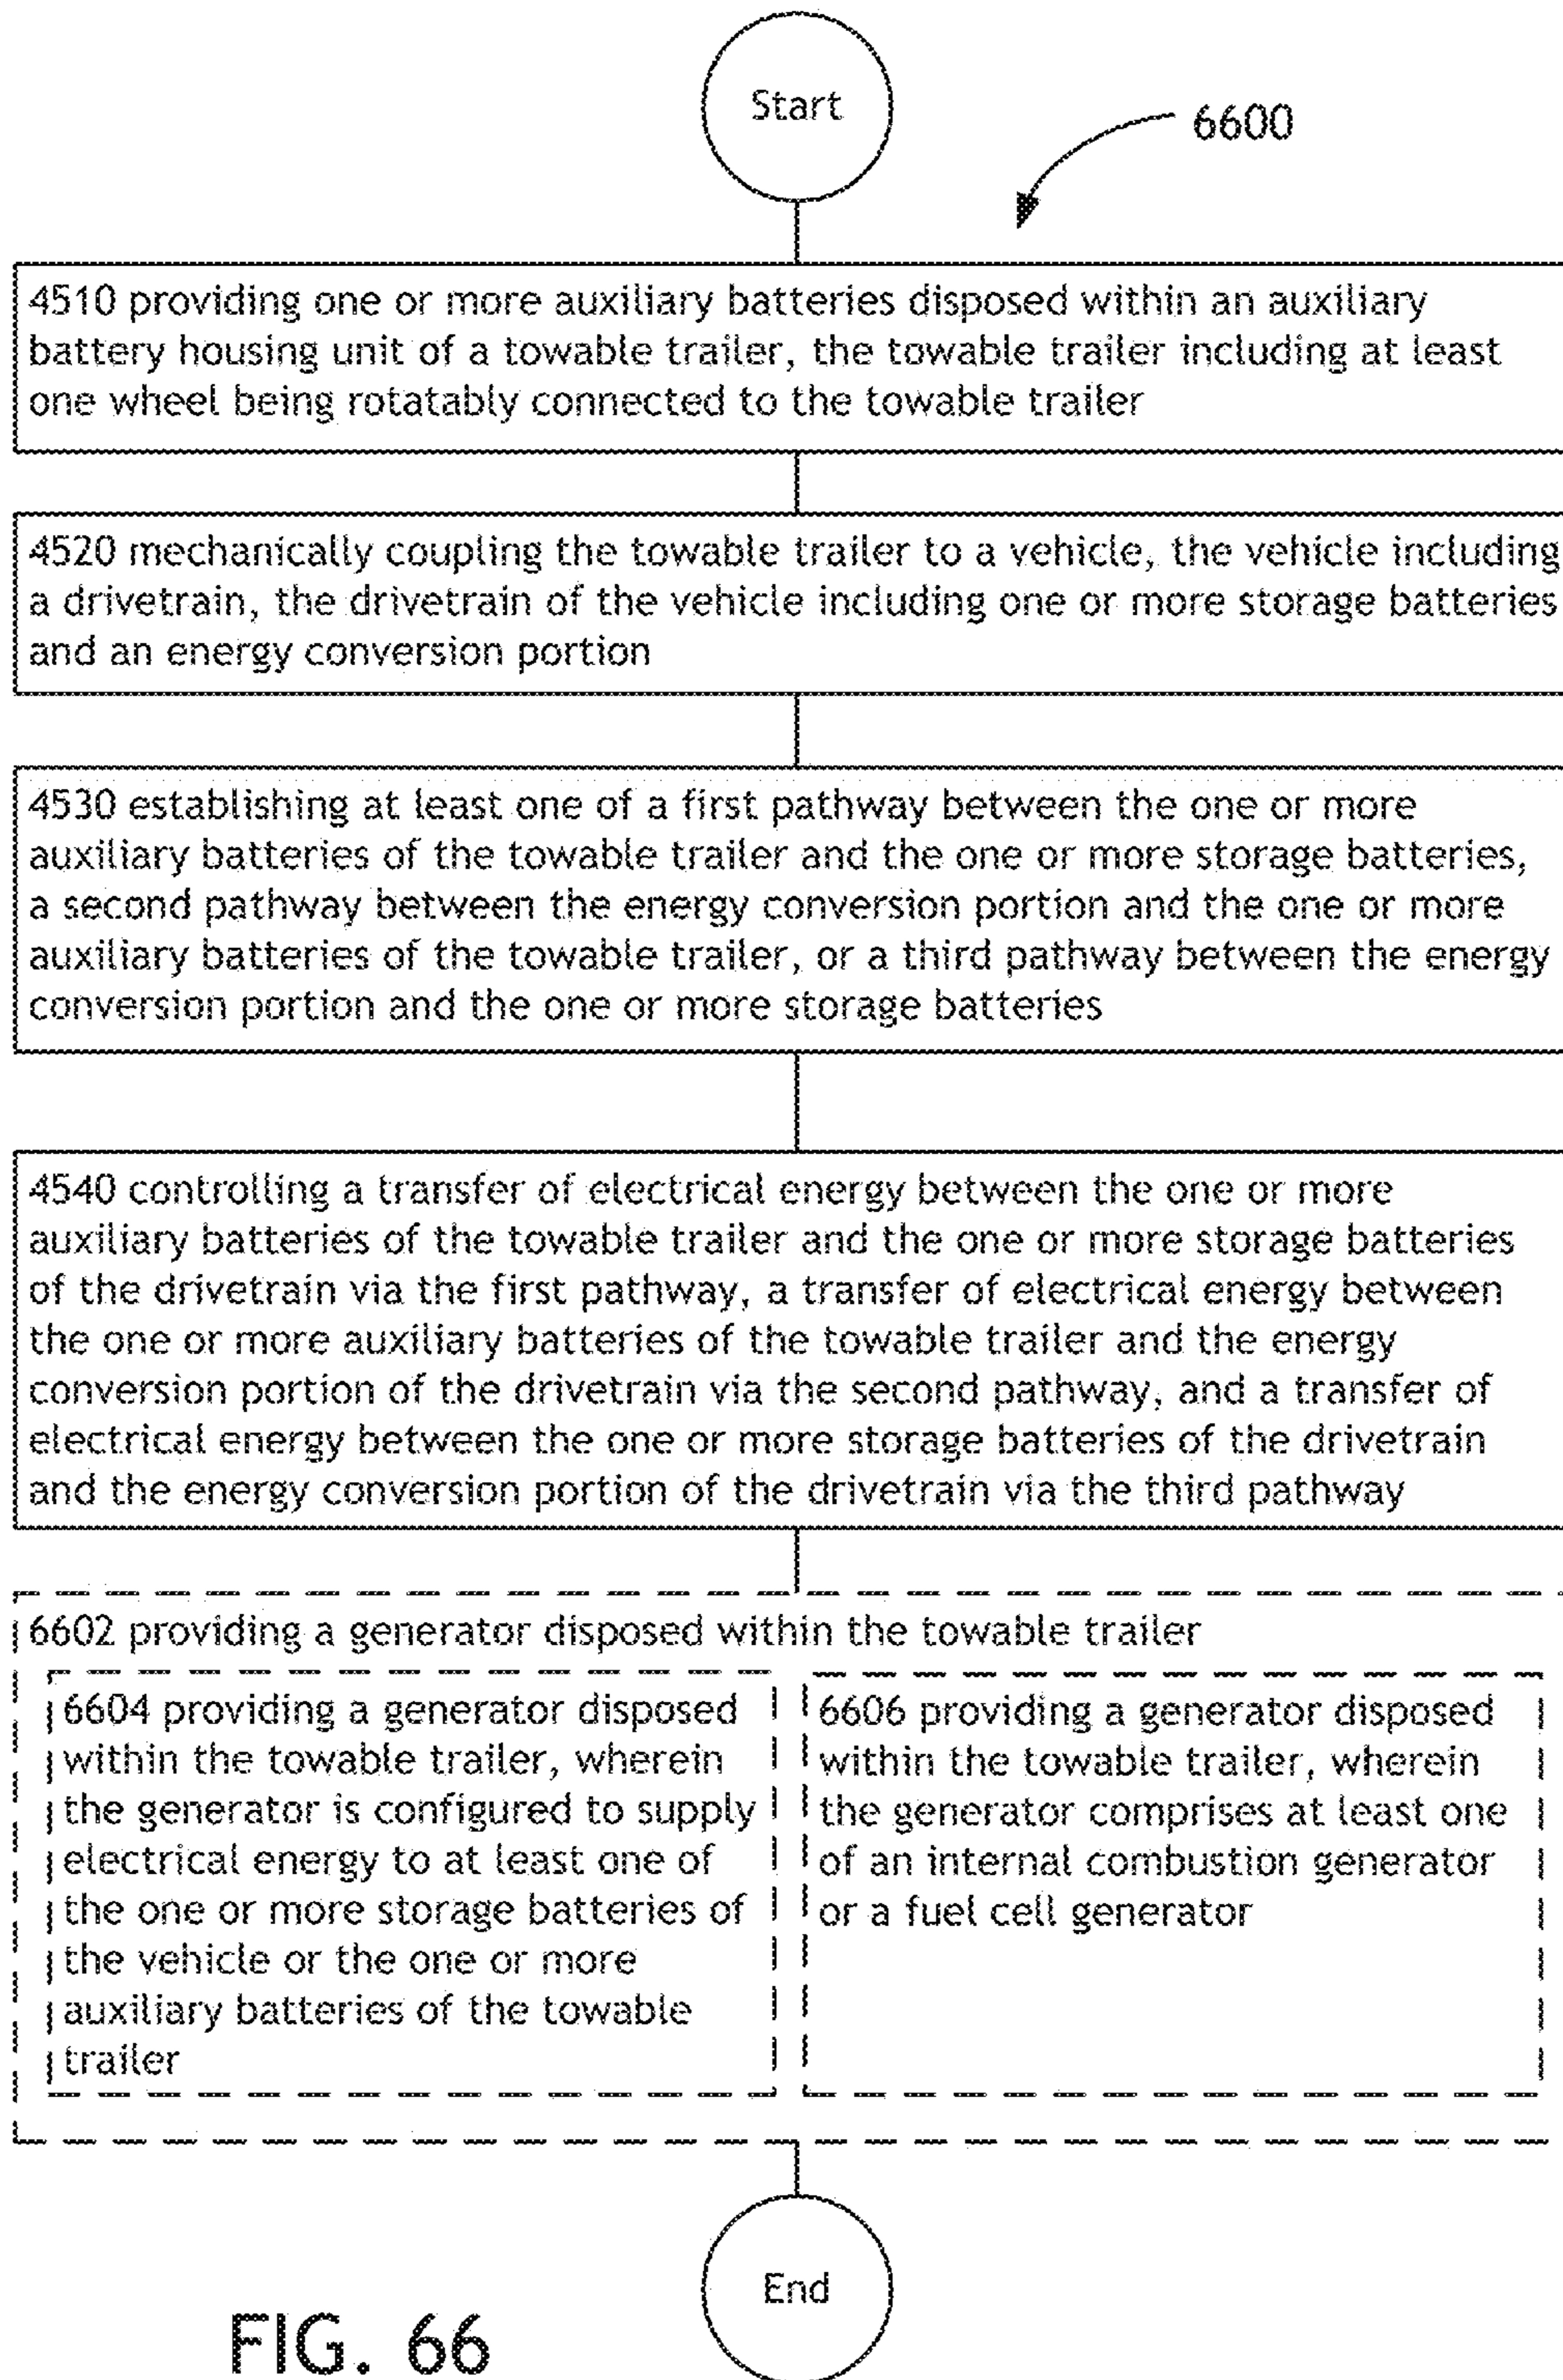 Start
6600
4510 providing one or more auxiliary batteries disposed within an auxiliary
battery housing unit of a towable trailer, the towable trailer including at least
one wheel being rotatably connected to the towable trailer
4520 mechanically coupling the towable trailer to a vehicle, the vehicle including
a drivetrain, the drivetrain of the vehicle including one or more storage batteries
and an energy conversion portion
4530 establishing at least one of a first pathway between the one or more
auxiliary batteries of the towable trailer and the one or more storage batteries,
a second pathway between the energy conversion portion and the one or more
auxiliary batteries of the towable trailer, or a third pathway between the energy
conversion portion and the one or more storage batteries
4540 controlling a transfer of electrical energy between the one or more
auxiliary batteries of the towable trailer and the one or more storage batteries
of the drivetrain via the first pathway, a transfer of electrical energy between
the one or more auxiliary batteries of the towable trailer and the energy
conversion portion of the drivetrain via the second pathway, and a transfer of
electrical energy between the one or more storage batteries of the drivetrain
and the energy conversion portion of the drivetrain via the third pathway
6602 providing a generator disposed within the towable trailer
6604 providing a generator disposed
within the towable trailer, wherein
the generator is configured to supply
electrical energy to at least one of
the one or more storage batteries of
the vehicle or the one or more
auxiliary batteries of the towable
trailer
6606 providing a generator disposed
within the towable trailer, wherein
the generator comprises at least one
of an internal combustion generator
or a fuel cell generator
End
FIG. 66